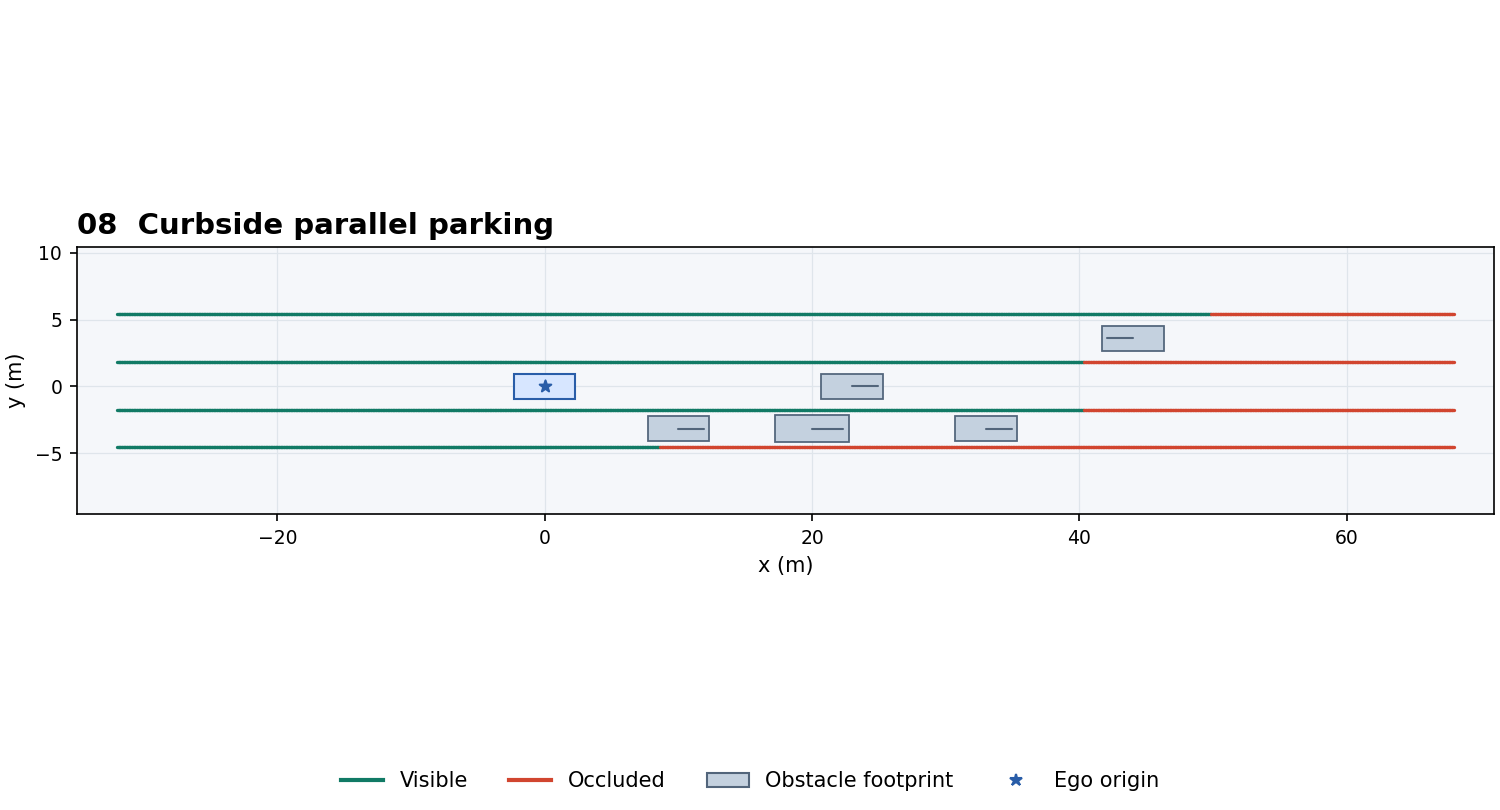 08  Curbside parallel parking
10
5
0
−5
y (m)
−20
0
20
40
60
x (m)
Visible
Occluded
Obstacle footprint
Ego origin